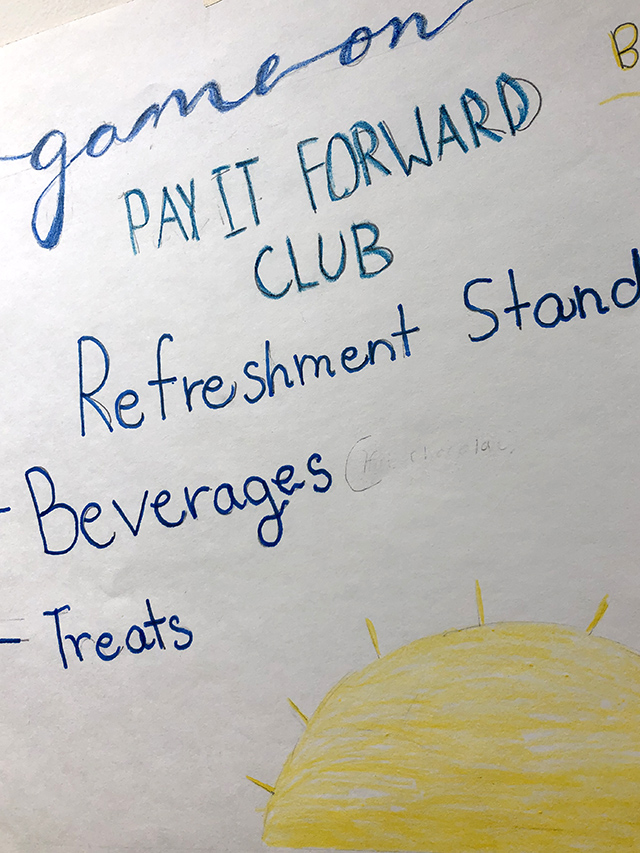 game on
B
PAY IT FORWARD
CLUB
Refreshment Stand
- Beverages
- Treats